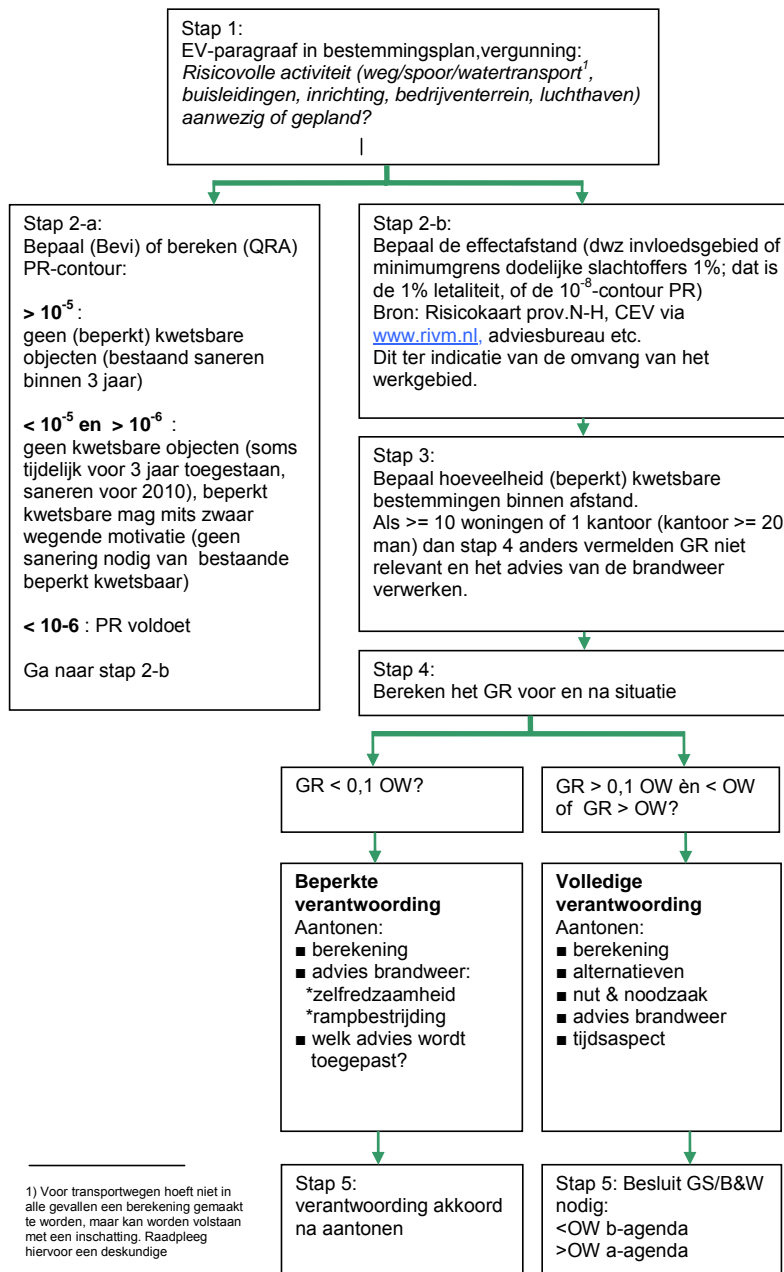 Stap 1:
EV-paragraaf in bestemmingsplan,vergunning:
Risicovolle activiteit (weg/spoor/watertransport¹,
buisleidingen, inrichting, bedrijventerrein, luchthaven)
aanwezig of gepland?
Stap 2-a:
Bepaal (Bevi) of bereken (QRA)
PR-contour:
> 10⁻⁵ :
geen (beperkt) kwetsbare
objecten (bestaand saneren
binnen 3 jaar)
< 10⁻⁵ en > 10⁻⁶ :
geen kwetsbare objecten (soms
tijdelijk voor 3 jaar toegestaan,
saneren voor 2010), beperkt
kwetsbare mag mits zwaar
wegende motivatie (geen
sanering nodig van bestaande
beperkt kwetsbaar)
< 10-6 : PR voldoet
Ga naar stap 2-b
Stap 2-b:
Bepaal de effectafstand (dwz invloedsgebied of
minimumgrens dodelijke slachtoffers 1%; dat is
de 1% letaliteit, of de 10⁻⁸-contour PR)
Bron: Risicokaart prov.N-H, CEV via
www.rivm.nl, adviesbureau etc.
Dit ter indicatie van de omvang van het
werkgebied.
Stap 3:
Bepaal hoeveelheid (beperkt) kwetsbare
bestemmingen binnen afstand.
Als >= 10 woningen of 1 kantoor (kantoor >= 20
man) dan stap 4 anders vermelden GR niet
relevant en het advies van de brandweer
verwerken.
Stap 4:
Bereken het GR voor en na situatie
GR < 0,1 OW?
GR > 0,1 OW èn < OW
of GR > OW?
Beperkte
verantwoording
Aantonen:
■ berekening
■ advies brandweer:
*zelfredzaamheid
*rampbestrijding
■ welk advies wordt
toegepast?
Volledige
verantwoording
Aantonen:
■ berekening
■ alternatieven
■ nut & noodzaak
■ advies brandweer
■ tijdsaspect
Stap 5:
verantwoording akkoord
na aantonen
Stap 5: Besluit GS/B&W
nodig:
<OW b-agenda
>OW a-agenda
1) Voor transportwegen hoeft niet in
alle gevallen een berekening gemaakt
te worden, maar kan worden volstaan
met een inschatting. Raadpleeg
hiervoor een deskundige